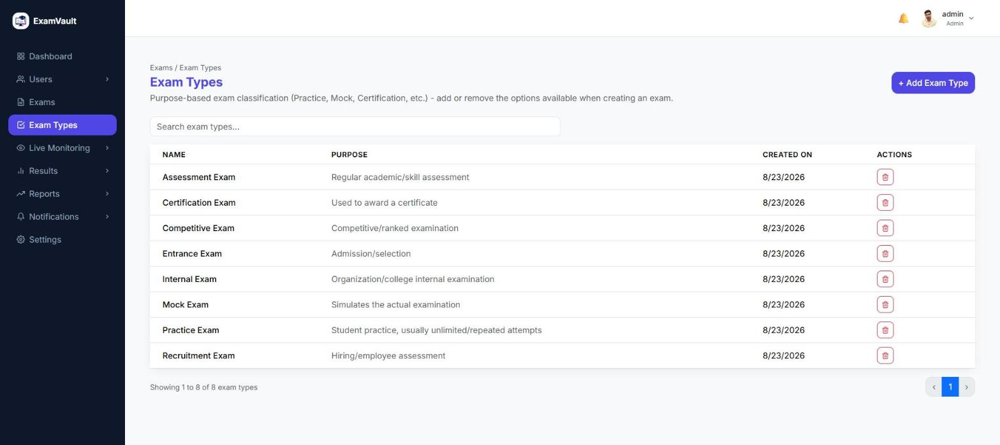 ExamVault
admin
Admin
Dashboard
Users
Exams
Exam Types
Live Monitoring
Results
Reports
Notifications
Settings
Exams / Exam Types
Exam Types
Purpose-based exam classification (Practice, Mock, Certification, etc.) - add or remove the options available when creating an exam.
+ Add Exam Type
Search exam types...
NAME PURPOSE CREATED ON ACTIONS
Assessment Exam Regular academic/skill assessment 8/23/2026
Certification Exam Used to award a certificate 8/23/2026
Competitive Exam Competitive/ranked examination 8/23/2026
Entrance Exam Admission/selection 8/23/2026
Internal Exam Organization/college internal examination 8/23/2026
Mock Exam Simulates the actual examination 8/23/2026
Practice Exam Student practice, usually unlimited/repeated attempts 8/23/2026
Recruitment Exam Hiring/employee assessment 8/23/2026
Showing 1 to 8 of 8 exam types
‹ 1 ›